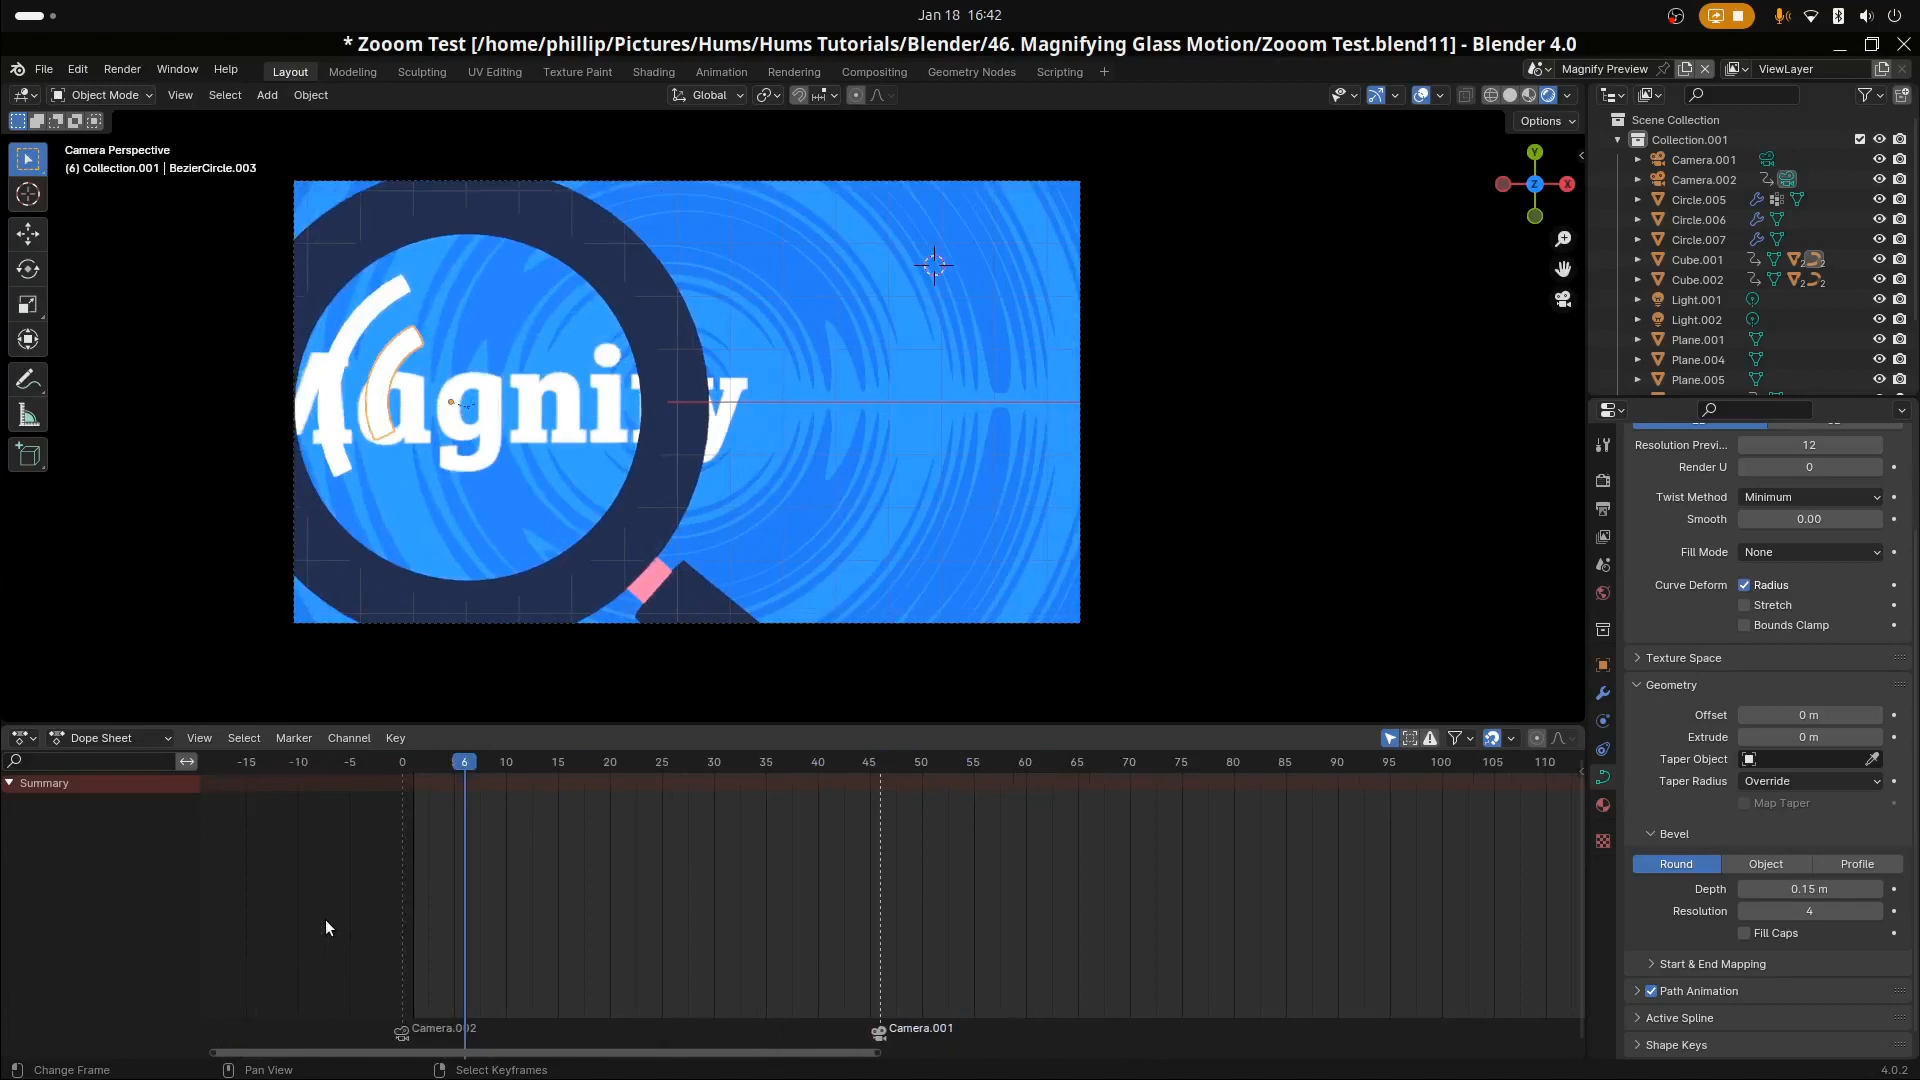 Jan 18 16:42
* Zooom Test [/home/phillip/Pictures/Hums/Hums Tutorials/Blender/46. Magnifying Glass Motion/Zooom Test.blend11] - Blender 4.0
File Edit Render Window Help
Layout Modeling Sculpting UV Editing Texture Paint Shading Animation Rendering Compositing Geometry Nodes Scripting +
Magnify Preview ViewLayer
Object Mode View Select Add Object
Global
Options
Camera Perspective
(6) Collection.001 | BezierCircle.003
Y
Z
X
Magnify
Scene Collection
Collection.001
Camera.001
Camera.002
Circle.005
Circle.006
Circle.007
Cube.001 2 2
Cube.002 2 2
Light.001
Light.002
Plane.001
Plane.004
Plane.005
Resolution Previ... 12
Render U 0
Twist Method Minimum
Smooth 0.00
Fill Mode None
Curve Deform Radius
Stretch
Bounds Clamp
Texture Space
Geometry
Offset 0 m
Extrude 0 m
Taper Object
Taper Radius Override
Map Taper
Bevel
Round Object Profile
Depth 0.15 m
Resolution 4
Fill Caps
Start & End Mapping
Path Animation
Active Spline
Shape Keys
Dope Sheet View Select Marker Channel Key
-15 -10 -5 0 6 10 15 20 25 30 35 40 45 50 55 60 65 70 75 80 85 90 95 100 105 110
Summary
Camera.002 Camera.001
Change Frame Pan View Select Keyframes 4.0.2